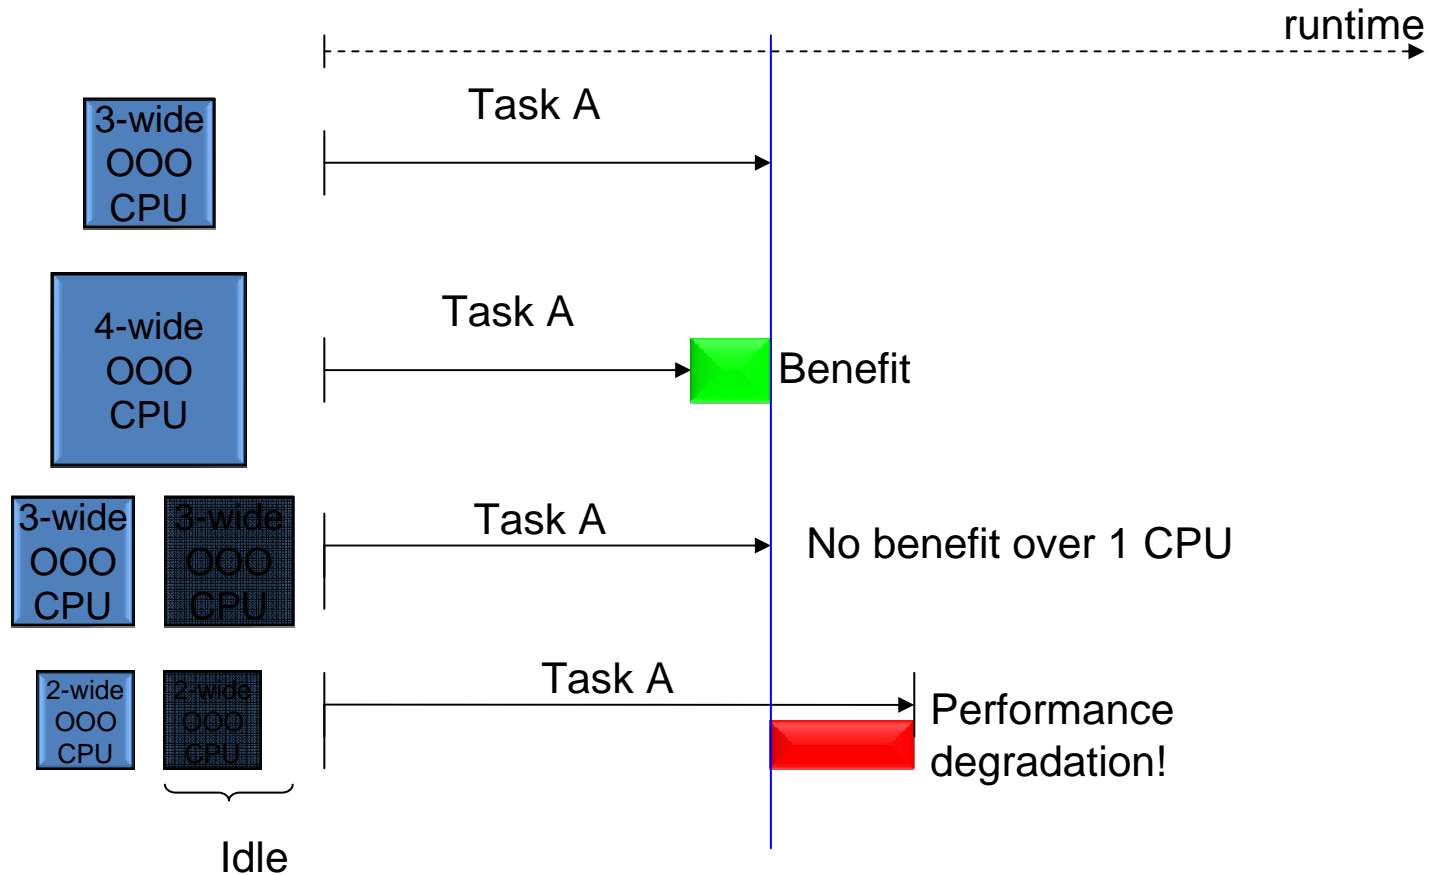 runtime
3-wide
OOO
CPU
Task A
4-wide
OOO
CPU
Task A
Benefit
3-wide
OOO
CPU
3-wide
OOO
CPU
Task A
No benefit over 1 CPU
2-wide
OOO
CPU
2-wide
OOO
CPU
Task A
Performance
degradation!
Idle